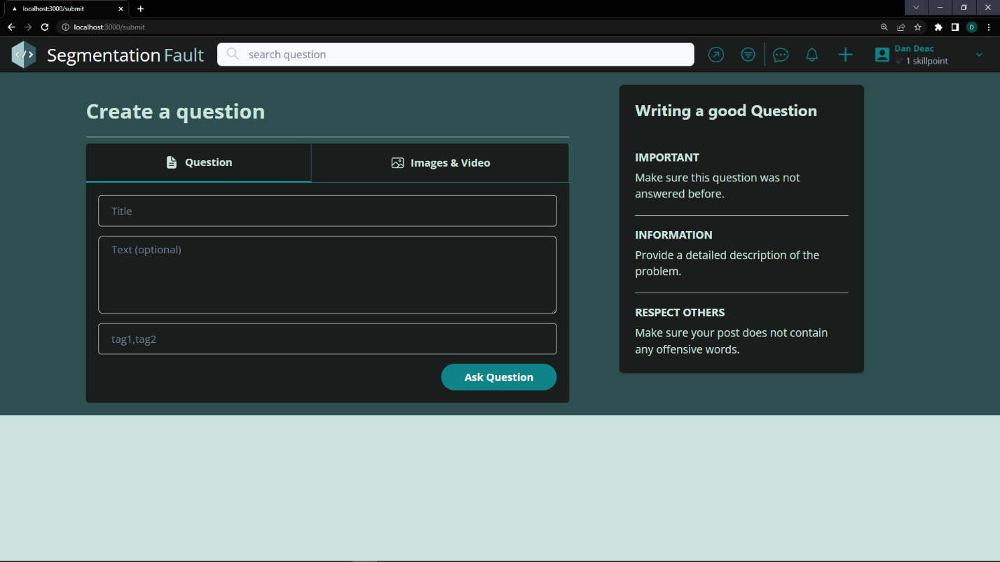 localhost:3000/submit
localhost:3000/submit
D
</>
Segmentation Fault
search question
Dan Deac
1 skillpoint
Create a question
Question
Images & Video
Title
Text (optional)
tag1,tag2
Ask Question
Writing a good Question
IMPORTANT
Make sure this question was not
answered before.
INFORMATION
Provide a detailed description of the
problem.
RESPECT OTHERS
Make sure your post does not contain
any offensive words.